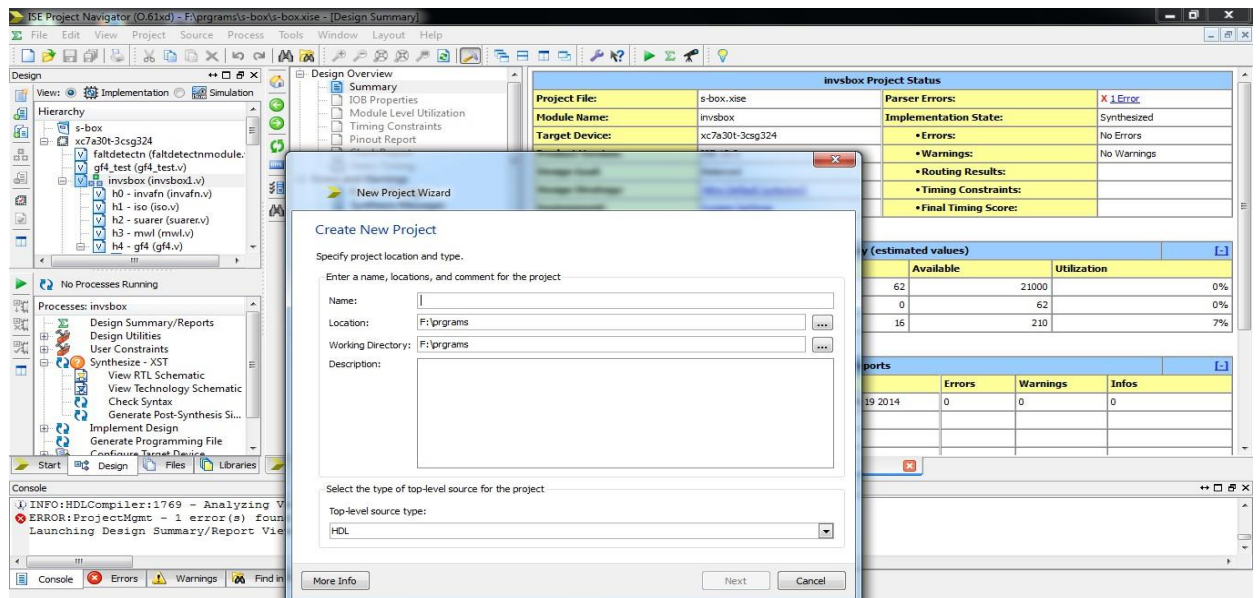 ISE Project Navigator (O.61xd) - F:\prgrams\s-box\s-box.xise - [Design Summary]
File Edit View Project Source Process Tools Window Layout Help
Design
View: Implementation Simulation
Hierarchy
s-box
xc7a30t-3csg324
faltdetectn (faltdetectnmodule.
gf4_test (gf4_test.v)
invsbox (invsbox1.v)
h0 - invafn (invafn.v)
h1 - iso (iso.v)
h2 - suarer (suarer.v)
h3 - mwl (mwl.v)
h4 - gf4 (gf4.v)
No Processes Running
Processes: invsbox
Design Summary/Reports
Design Utilities
User Constraints
Synthesize - XST
View RTL Schematic
View Technology Schematic
Check Syntax
Generate Post-Synthesis Si...
Implement Design
Generate Programming File
Configure Target Device
Start Design Files Libraries
Design Overview
Summary
IOB Properties
Module Level Utilization
Timing Constraints
Pinout Report
invsbox Project Status
Project File: s-box.xise Parser Errors: X 1 Error
Module Name: invsbox Implementation State: Synthesized
Target Device: xc7a30t-3csg324 •Errors: No Errors
•Warnings: No Warnings
•Routing Results:
•Timing Constraints:
•Final Timing Score:
y (estimated values) [-]
Available Utilization
62 21000 0%
0 62 0%
16 210 7%
ports [-]
Errors Warnings Infos
19 2014 0 0 0
New Project Wizard
Create New Project
Specify project location and type.
Enter a name, locations, and comment for the project
Name:
Location: F:\prgrams ...
Working Directory: F:\prgrams ...
Description:
Select the type of top-level source for the project
Top-level source type:
HDL
More Info Next Cancel
Console
INFO:HDLCompiler:1769 - Analyzing V
ERROR:ProjectMgmt - 1 error(s) foun
Launching Design Summary/Report Vie
Console Errors Warnings Find in